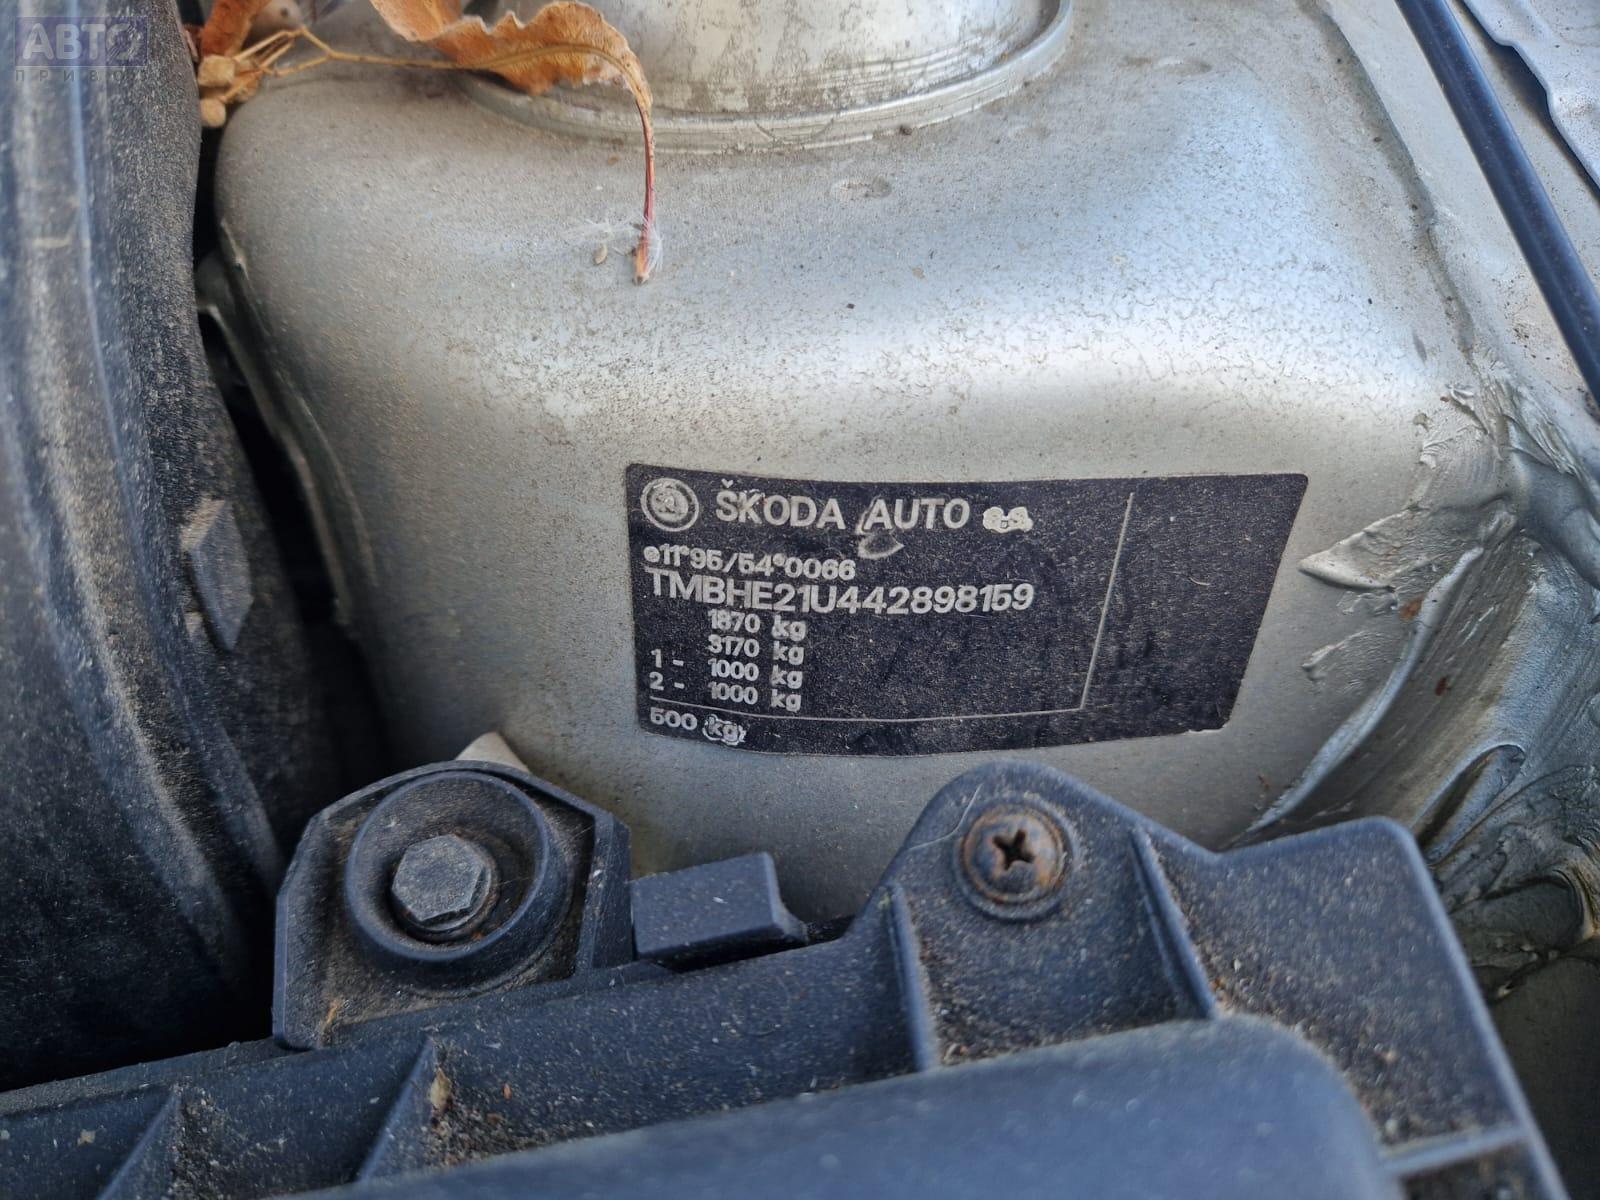 АВТО
ПРИВОЗ
ŠKODA AUTO a.s.
e11*95/54*0066
TMBHE21U442898159
1870 kg
3170 kg
1 - 1000 kg
2 - 1000 kg
500 kg